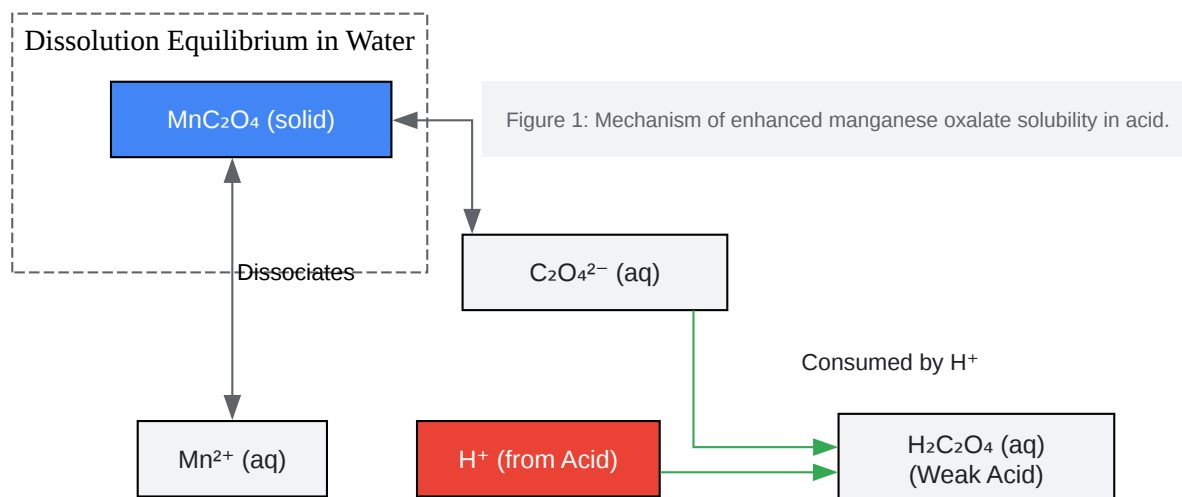 Dissolution Equilibrium in Water
MnC₂O₄ (solid)
Figure 1: Mechanism of enhanced manganese oxalate solubility in acid.
C₂O₄²⁻ (aq)
Dissociates
Consumed by H⁺
Mn²⁺ (aq)
H⁺ (from Acid)
H₂C₂O₄ (aq)
(Weak Acid)